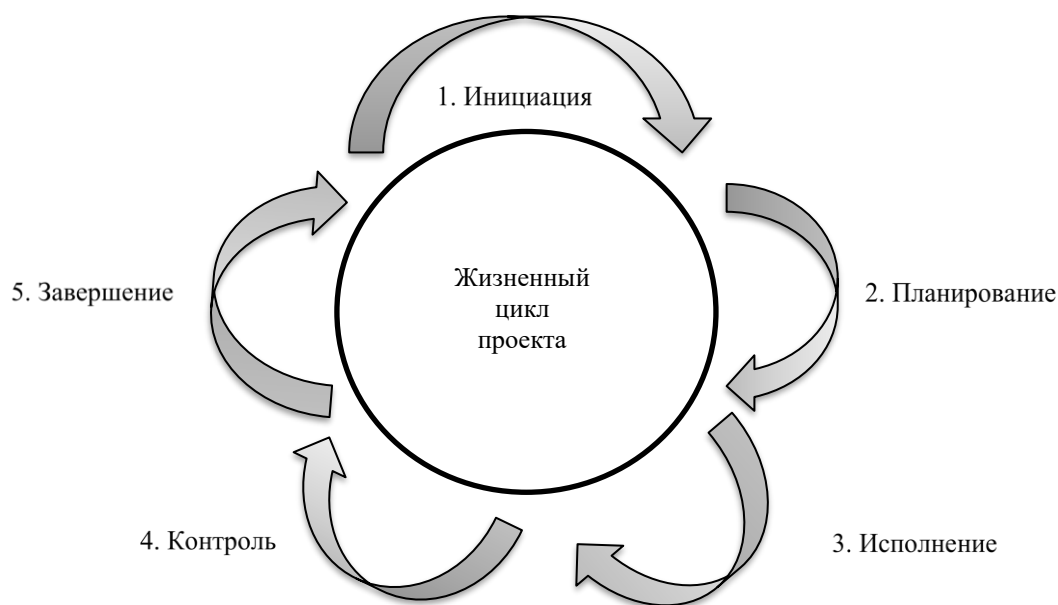 1. Инициация
Жизненный
цикл
проекта
2. Планирование
3. Исполнение
4. Контроль
5. Завершение